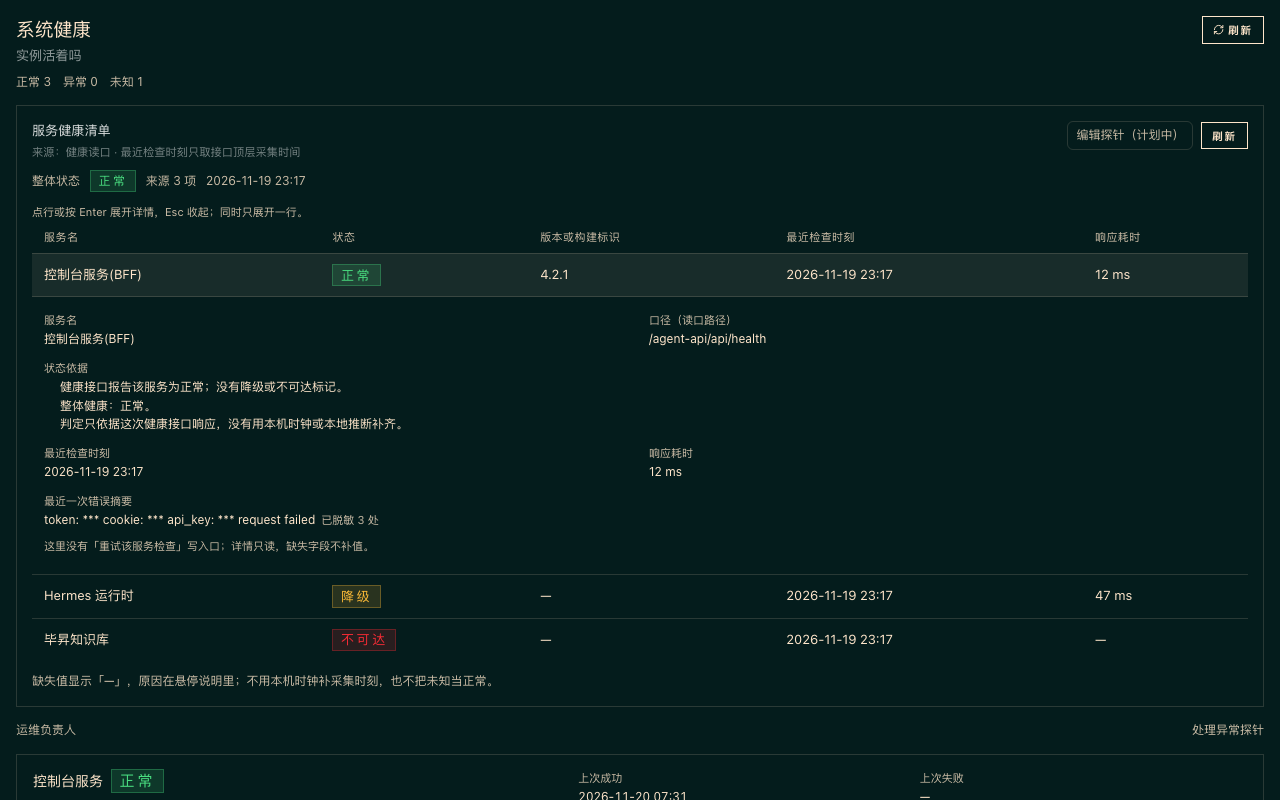 系统健康
刷新
实例活着吗
正常 3 异常 0 未知 1
服务健康清单
编辑探针（计划中）
刷新
来源：健康读口 · 最近检查时刻只取接口顶层采集时间
整体状态 正常 来源 3 项 2026-11-19 23:17
点行或按 Enter 展开详情，Esc 收起；同时只展开一行。
服务名 状态 版本或构建标识 最近检查时刻 响应耗时
控制台服务(BFF) 正常 4.2.1 2026-11-19 23:17 12 ms
服务名 口径（读口路径）
控制台服务(BFF) /agent-api/api/health
状态依据
健康接口报告该服务为正常；没有降级或不可达标记。
整体健康：正常。
判定只依据这次健康接口响应，没有用本机时钟或本地推断补齐。
最近检查时刻 响应耗时
2026-11-19 23:17 12 ms
最近一次错误摘要
token: *** cookie: *** api_key: *** request failed 已脱敏 3 处
这里没有「重试该服务检查」写入口；详情只读，缺失字段不补值。
Hermes 运行时 降级 — 2026-11-19 23:17 47 ms
毕昇知识库 不可达 — 2026-11-19 23:17 —
缺失值显示「—」，原因在悬停说明里；不用本机时钟补采集时刻，也不把未知当正常。
运维负责人 处理异常探针
控制台服务 正常 上次成功 上次失败
2026-11-20 07:31 —